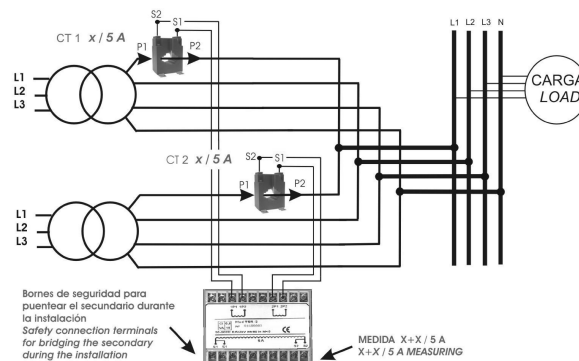 S2
S1
CT 1 x / 5 A
P1
P2
L1
L2
L3
L1 L2 L3 N
CARGA
LOAD
CT 2 x / 5 A
S2
S1
P1
P2
L1
L2
L3
Bornes de seguridad para
puentear el secundario durante
la instalación
Safety connection terminals
for bridging the secondary
during the installation
CE
MEDIDA X+X / 5 A
X+X / 5 A MEASURING